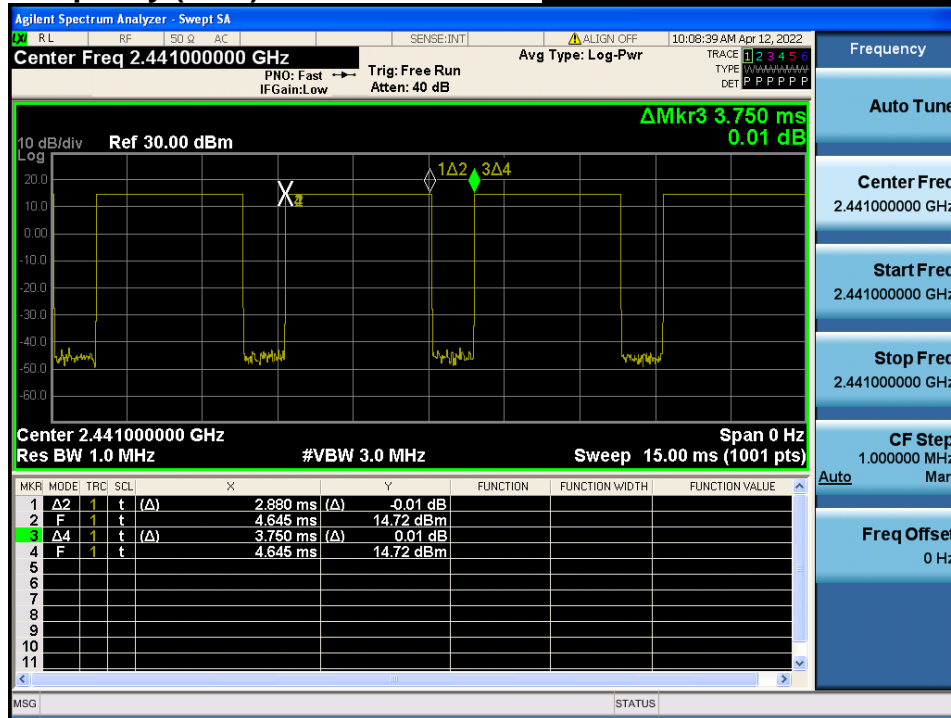 Agilent Spectrum Analyzer - Swept SA
LXI RL RF 50 Ω AC SENSE:INT ALIGN OFF 10:08:39 AM Apr 12, 2022
Center Freq 2.441000000 GHz
PNO: Fast
IFGain:Low
Trig: Free Run
Atten: 40 dB
Avg Type: Log-Pwr
TRACE 1 2 3 4 5 6
TYPE
DET P P P P P P
ΔMkr3 3.750 ms
0.01 dB
10 dB/div Ref 30.00 dBm
Log
20.0
10.0
0.00
-10.0
-20.0
-30.0
-40.0
-50.0
-60.0
1Δ2 3Δ4
Center 2.441000000 GHz Span 0 Hz
Res BW 1.0 MHz #VBW 3.0 MHz Sweep 15.00 ms (1001 pts)
MKR MODE TRC SCL X Y FUNCTION FUNCTION WIDTH FUNCTION VALUE
1 Δ2 1 t (Δ) 2.880 ms (Δ) -0.01 dB
2 F 1 t 4.645 ms 14.72 dBm
3 Δ4 1 t (Δ) 3.750 ms (Δ) 0.01 dB
4 F 1 t 4.645 ms 14.72 dBm
5
6
7
8
9
10
11
MSG STATUS
Frequency
Auto Tune
Center Freq
2.441000000 GHz
Start Freq
2.441000000 GHz
Stop Freq
2.441000000 GHz
CF Step
1.000000 MHz
Auto Man
Freq Offset
0 Hz